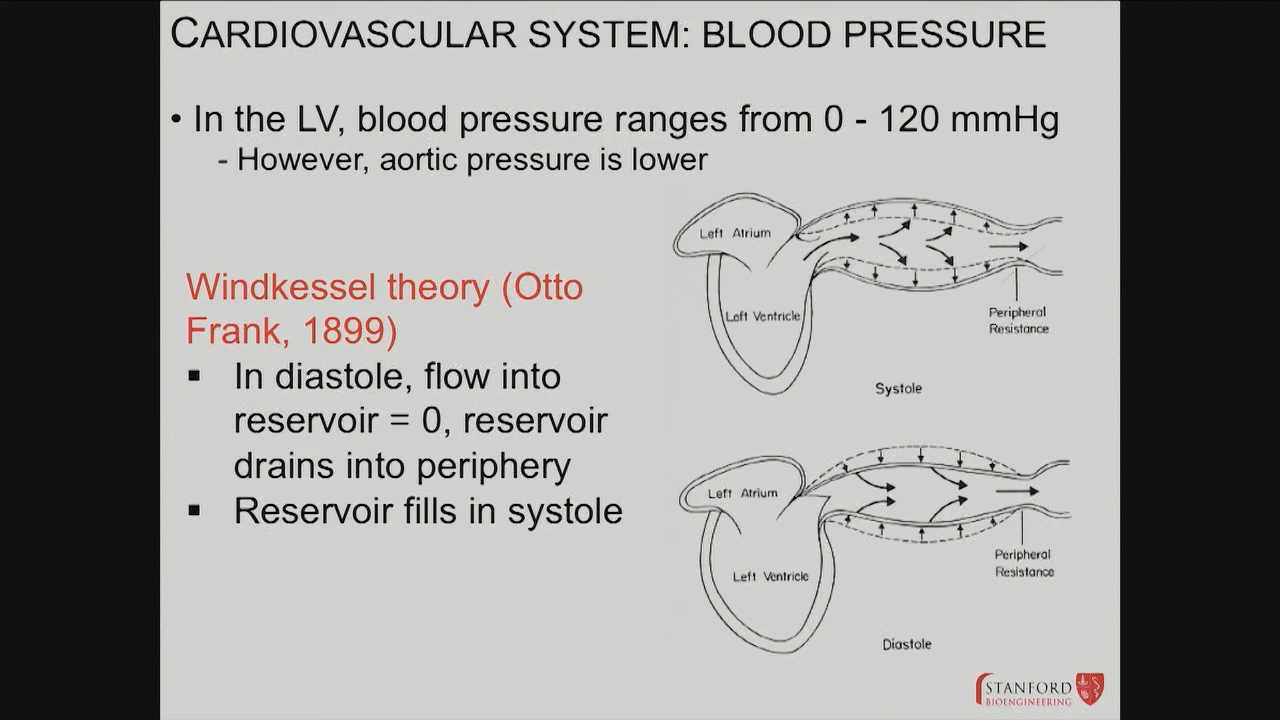 CARDIOVASCULAR SYSTEM: BLOOD PRESSURE
• In the LV, blood pressure ranges from 0 - 120 mmHg
- However, aortic pressure is lower
Windkessel theory (Otto
Frank, 1899)
▪ In diastole, flow into
reservoir = 0, reservoir
drains into periphery
▪ Reservoir fills in systole
Left Atrium
Left Ventricle
Peripheral
Resistance
Systole
Left Atrium
Left Ventricle
Peripheral
Resistance
Diastole
STANFORD
BIOENGINEERING